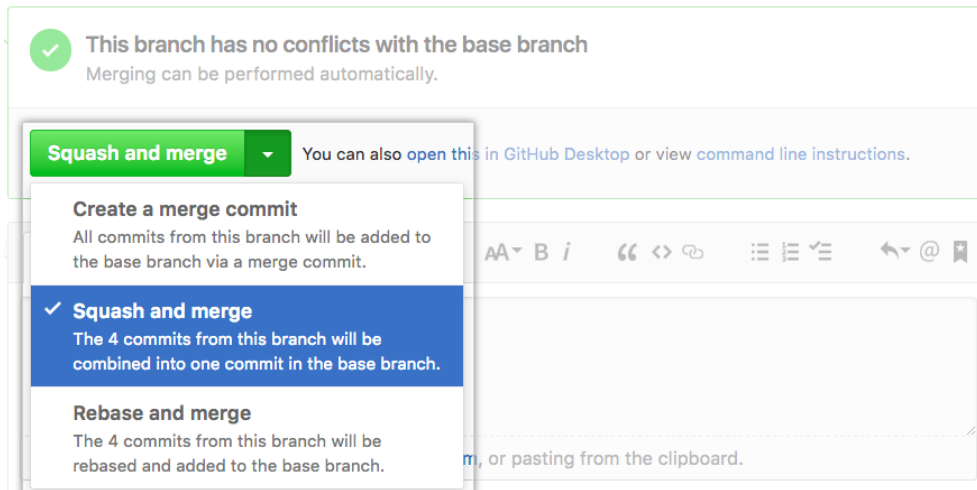 This branch has no conflicts with the base branch
Merging can be performed automatically.
Squash and merge You can also open this in GitHub Desktop or view command line instructions.
Create a merge commit
All commits from this branch will be added to
the base branch via a merge commit.
AA B i
Squash and merge
The 4 commits from this branch will be
combined into one commit in the base branch.
Rebase and merge
The 4 commits from this branch will be
rebased and added to the base branch.
m, or pasting from the clipboard.